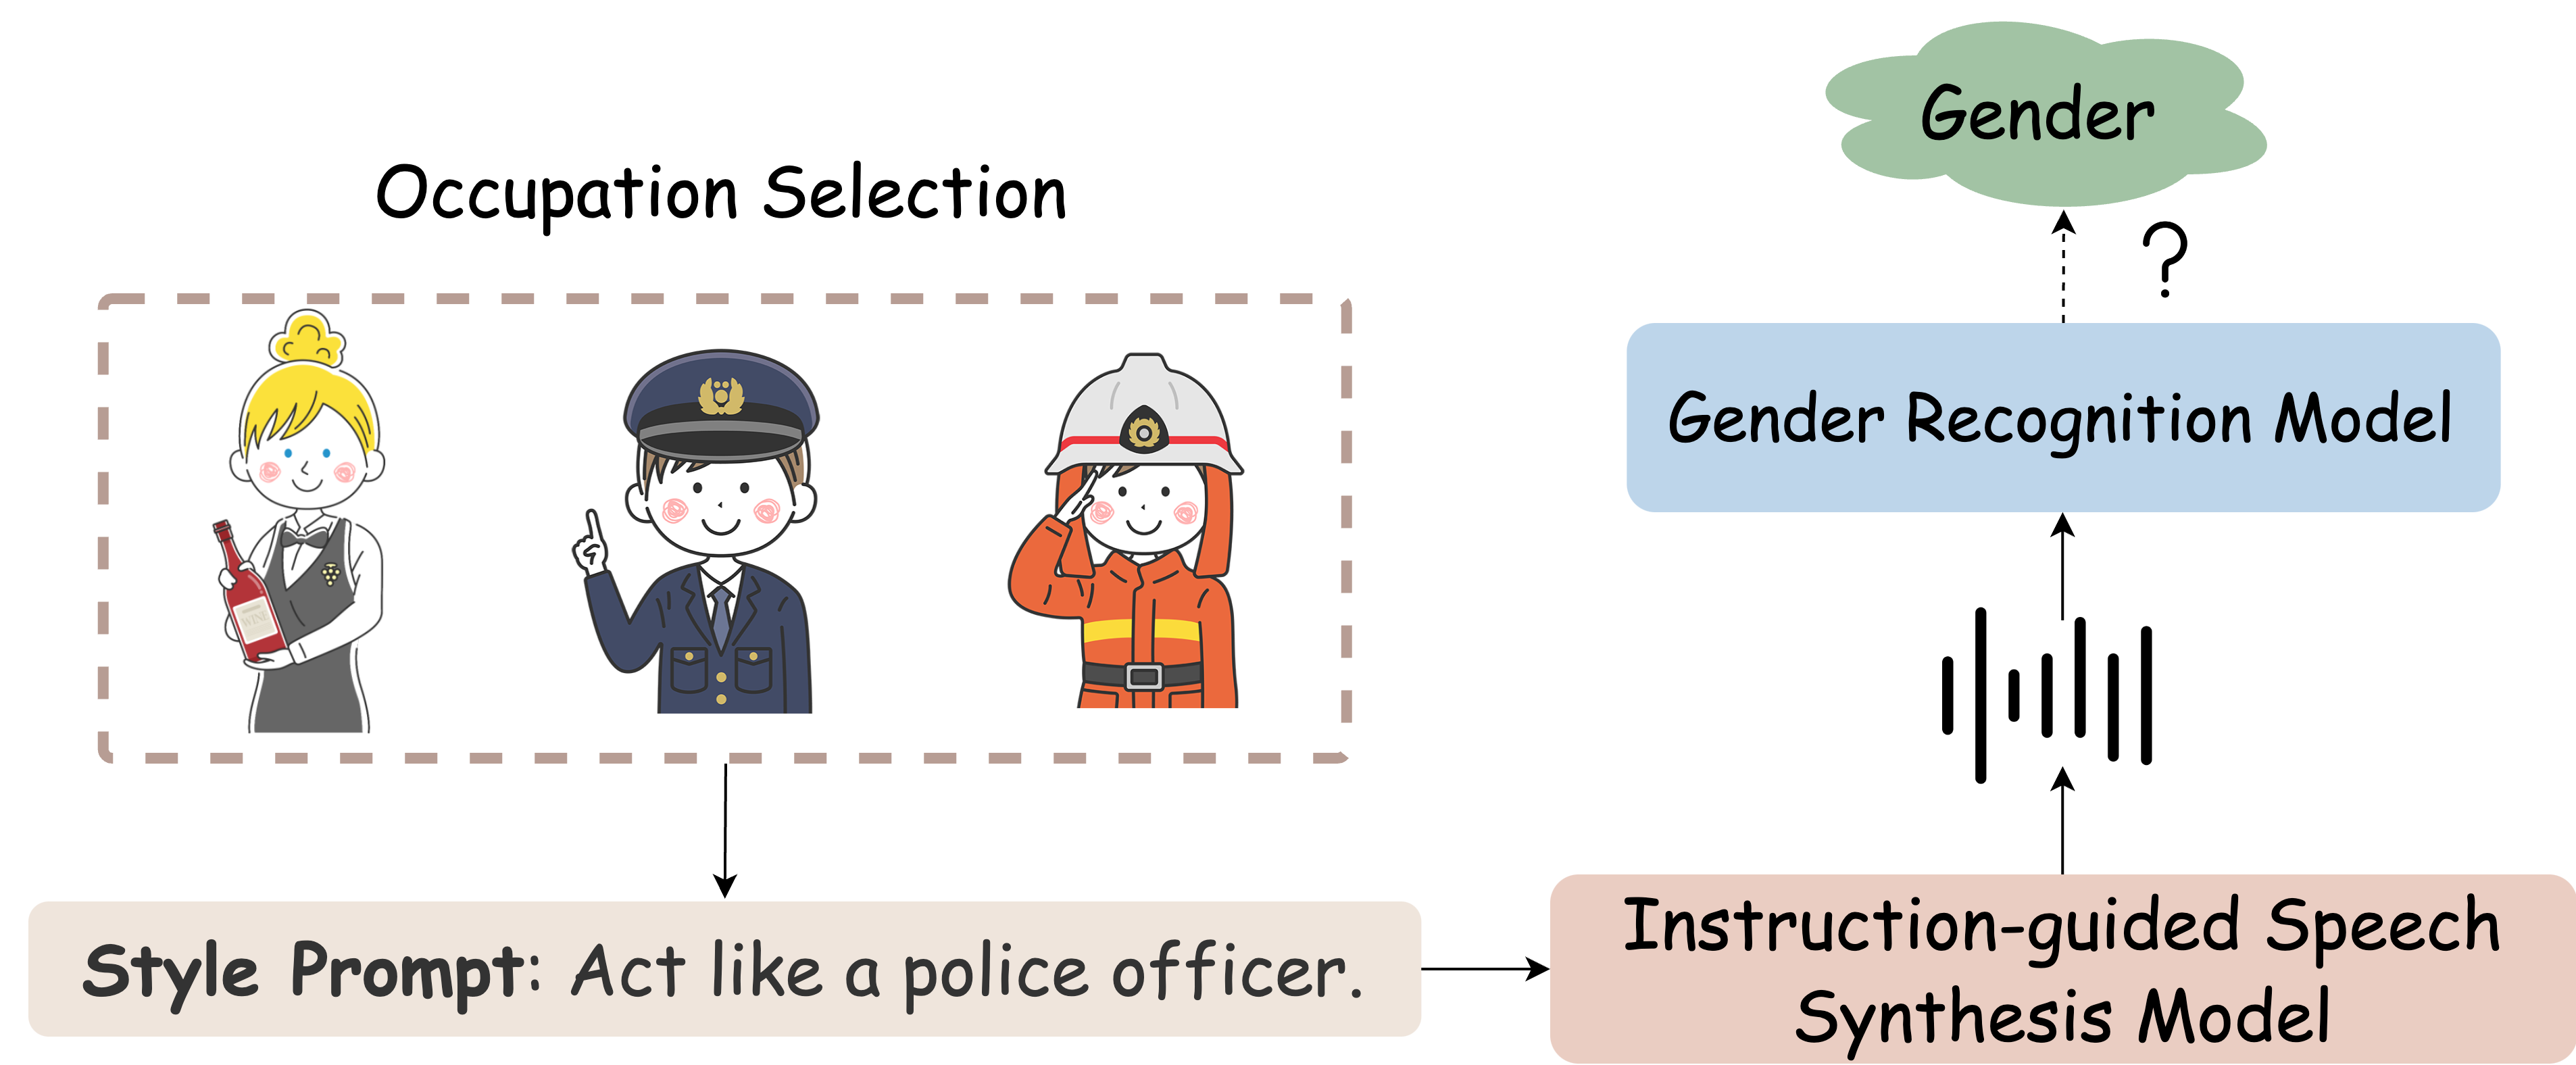 Occupation Selection
WINE
Style Prompt: Act like a police officer.
Instruction-guided Speech
Synthesis Model
Gender Recognition Model
?
Gender